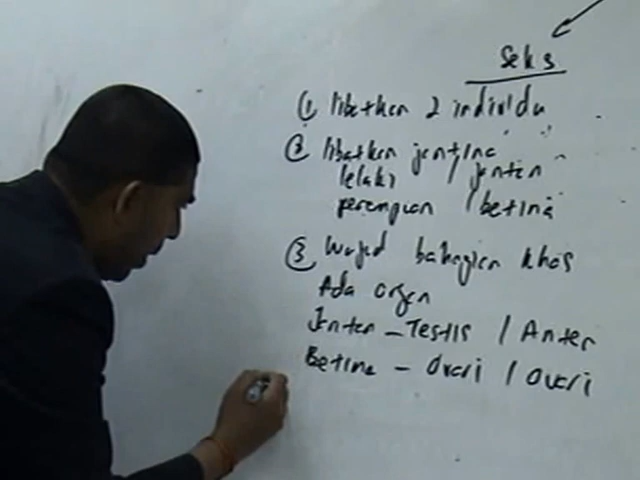 Seks
① libatkan 2 individu
② libatkan jantina
lelaki / jantan
perempuan / betina
③ Wujud bahagian khas
Ada organ
Jantan – Testis / Anter
Betina – Ovari / Ovari